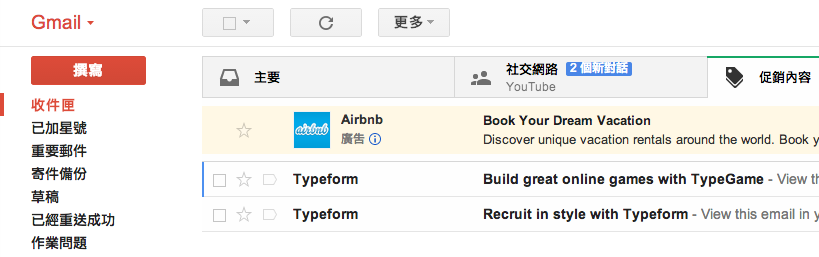 Gmail
更多
撰寫
收件匣
已加星號
重要郵件
寄件備份
草稿
已經重送成功
作業問題
主要
社交網路 2 個新對話
YouTube
促銷內容
airbnb
Airbnb
廣告
Book Your Dream Vacation
Discover unique vacation rentals around the world. Book y
Typeform Build great online games with TypeGame - View thi
Typeform Recruit in style with Typeform - View this email in y